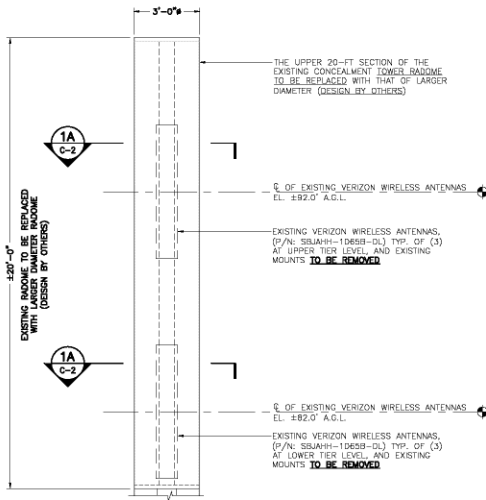 3'-0"ø
THE UPPER 20-FT SECTION OF THE
EXISTING CONCEALMENT TOWER RADOME
TO BE REPLACED WITH THAT OF LARGER
DIAMETER (DESIGN BY OTHERS)
1A
C-2
℄ OF EXISTING VERIZON WIRELESS ANTENNAS
EL. ±92.0' A.G.L.
EXISTING VERIZON WIRELESS ANTENNAS,
(P/N: SBJAHH-1D65B-DL) TYP. OF (3)
AT UPPER TIER LEVEL, AND EXISTING
MOUNTS TO BE REMOVED
±20'-0"
EXISTING RADOME TO BE REPLACED
WITH LARGER DIAMETER RADOME
(DEISGN BY OTHERS)
1A
C-2
℄ OF EXISTING VERIZON WIRELESS ANTENNAS
EL. ±82.0' A.G.L.
EXISTING VERIZON WIRELESS ANTENNAS,
(P/N: SBJAHH-1D65B-DL) TYP. OF (3)
AT LOWER TIER LEVEL, AND EXISTING
MOUNTS TO BE REMOVED